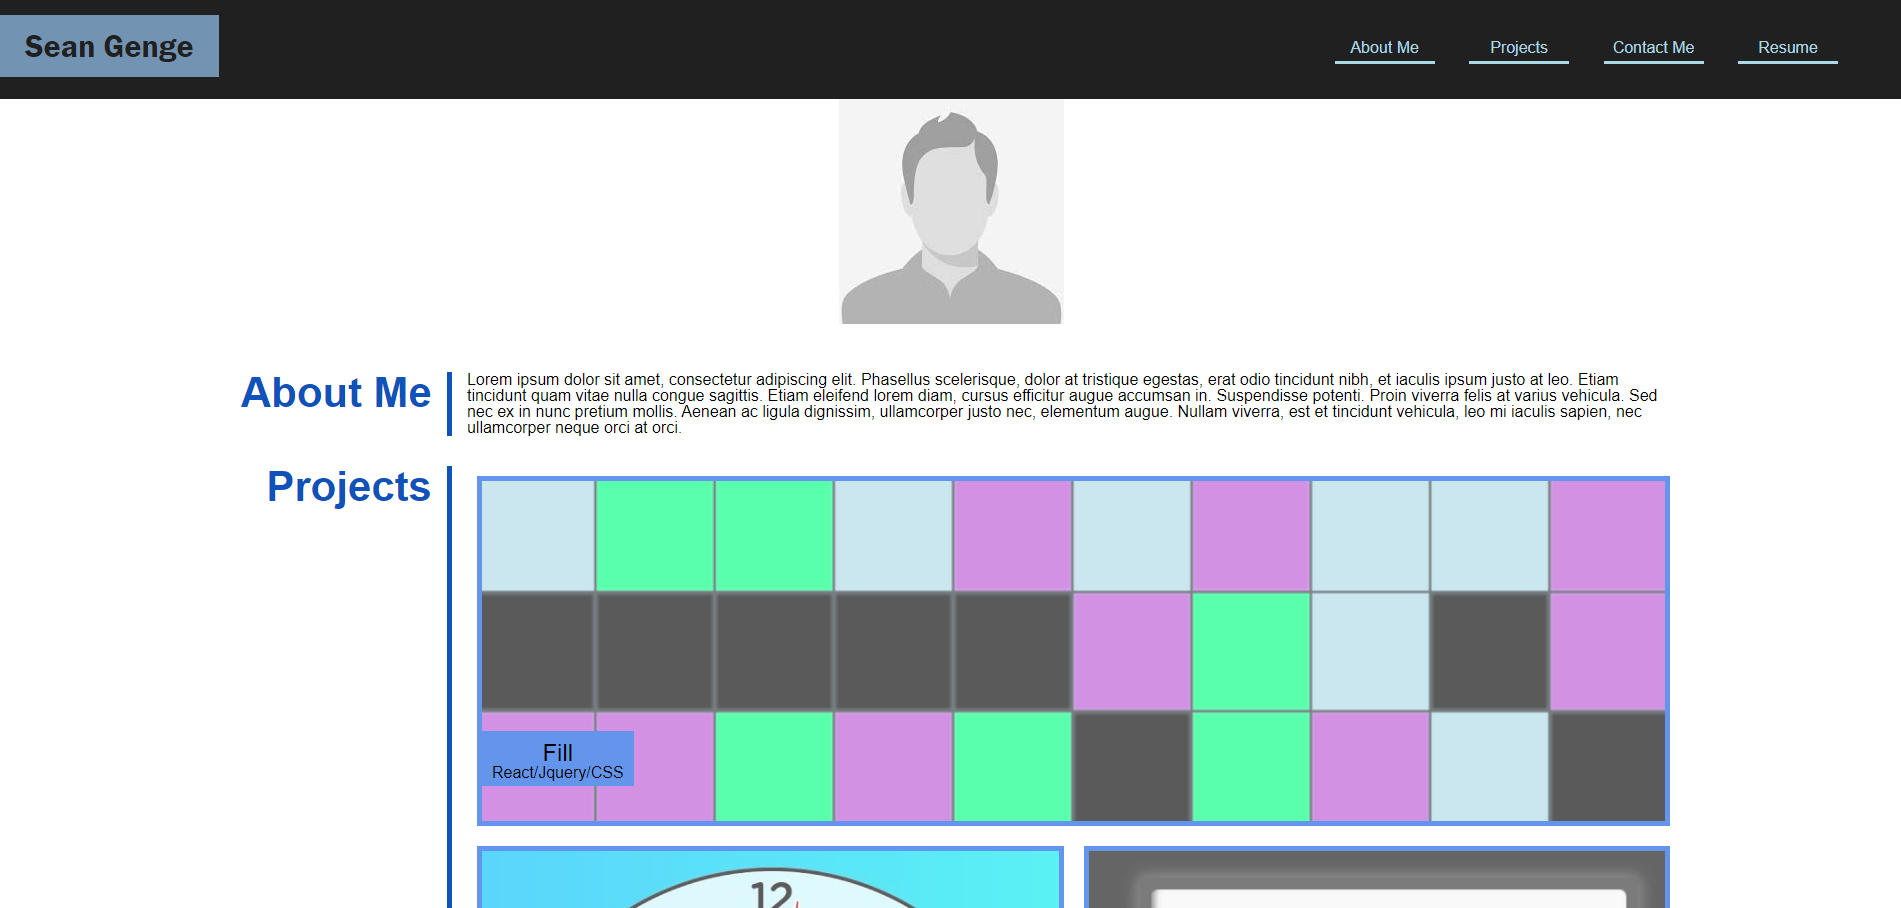 Sean Genge
About Me
Projects
Contact Me
Resume
About Me
Lorem ipsum dolor sit amet, consectetur adipiscing elit. Phasellus scelerisque, dolor at tristique egestas, erat odio tincidunt nibh, et iaculis ipsum justo at leo. Etiam
tincidunt quam vitae nulla congue sagittis. Etiam eleifend lorem diam, cursus efficitur augue accumsan in. Suspendisse potenti. Proin viverra felis at varius vehicula. Sed
nec ex in nunc pretium mollis. Aenean ac ligula dignissim, ullamcorper justo nec, elementum augue. Nullam viverra, est et tincidunt vehicula, leo mi iaculis sapien, nec
ullamcorper neque orci at orci.
Projects
Fill
React/Jquery/CSS
12